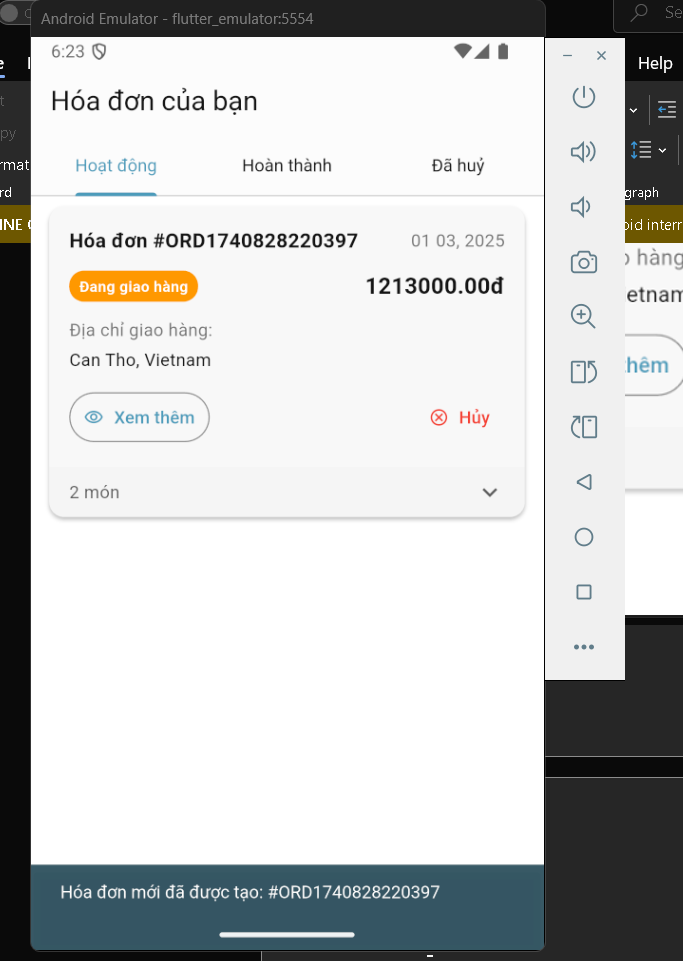 Android Emulator - flutter_emulator:5554
6:23
Hóa đơn của bạn
Hoạt động Hoàn thành Đã huỷ
Hóa đơn #ORD1740828220397 01 03, 2025
Đang giao hàng 1213000.00đ
Địa chỉ giao hàng:
Can Tho, Vietnam
Xem thêm Hủy
2 món
Hóa đơn mới đã được tạo: #ORD1740828220397
Help